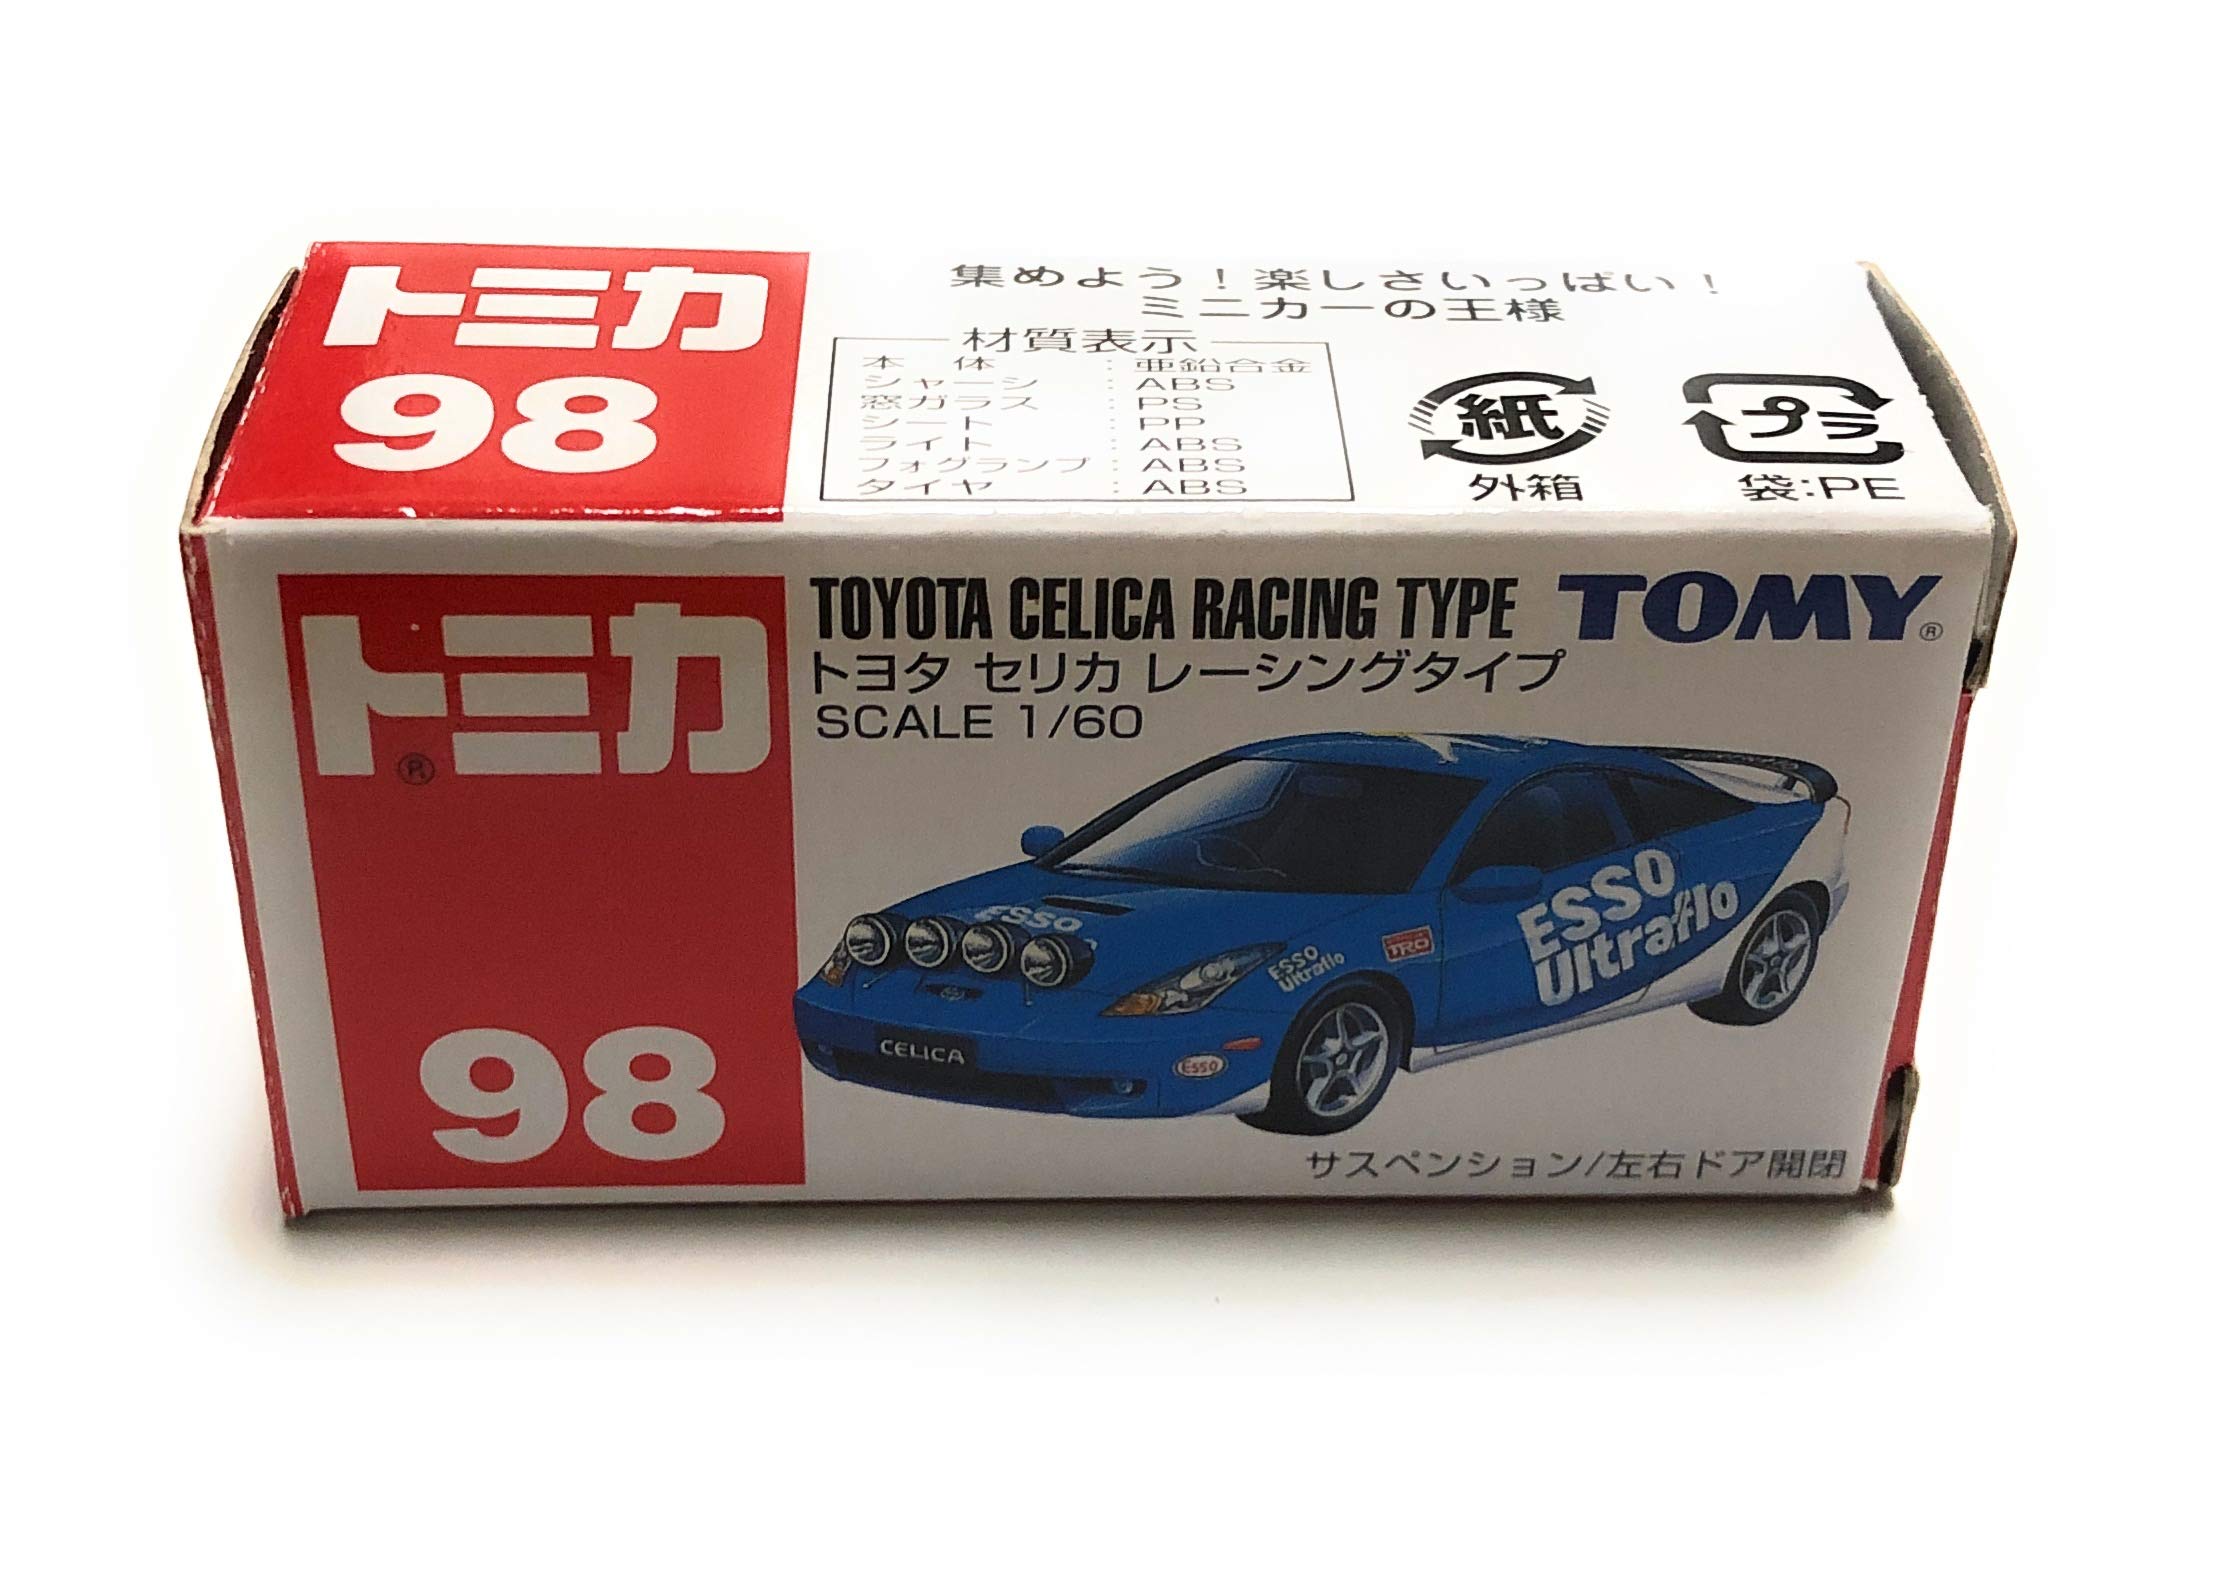 トミカ
98
集めよう！楽しさいっぱい！
ミニカーの王様
材質表示
本 体 : 亜鉛合金
シャーシ : ABS
窓ガラス : PS
シート : PP
ライト : ABS
フォグランプ : ABS
タイヤ : ABS
紙
外箱
プラ
袋:PE
トミカ®
98
TOYOTA CELICA RACING TYPE
TOMY®
トヨタ セリカ レーシングタイプ
SCALE 1/60
ESSO
ESSO
Ultraflo
TRD
ESSO
Ultraflo
CELICA
ESSO
サスペンション/左右ドア開閉